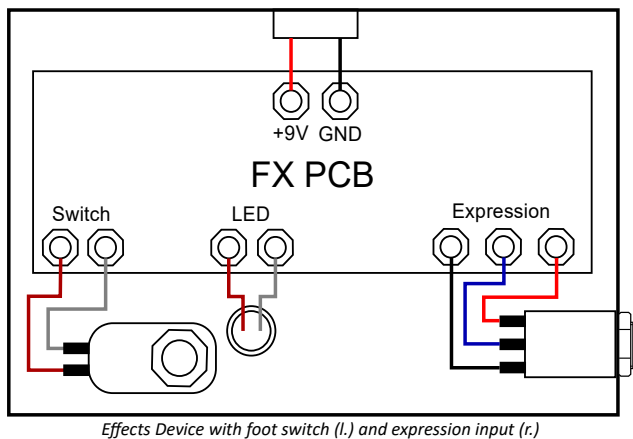 +9V GND
FX PCB
Switch LED Expression
Effects Device with foot switch (l.) and expression input (r.)